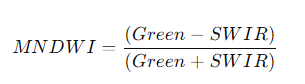 MNDWI = (Green − SWIR) / (Green + SWIR)